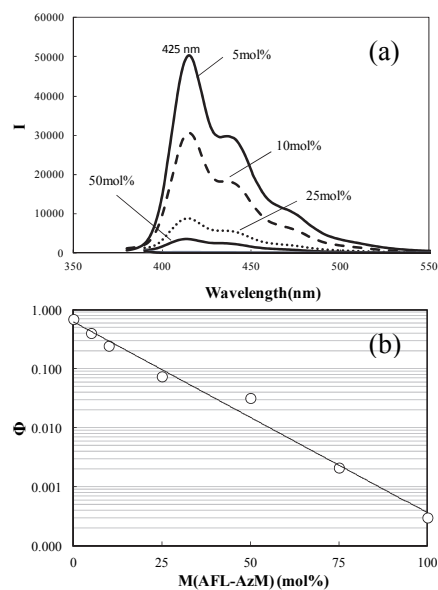 (a)
425 nm
5mol%
10mol%
25mol%
50mol%
I
60000
50000
40000
30000
20000
10000
0
350 400 450 500 550
Wavelength(nm)
(b)
Φ
1.000
0.100
0.010
0.001
0.000
0 25 50 75 100
M(AFL-AzM) (mol%)